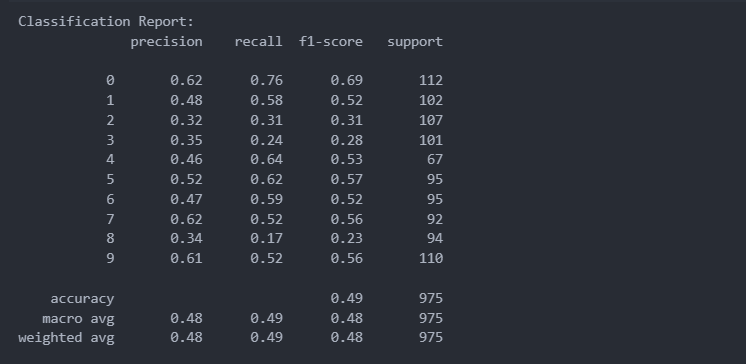 Classification Report:
precision recall f1-score support
0 0.62 0.76 0.69 112
1 0.48 0.58 0.52 102
2 0.32 0.31 0.31 107
3 0.35 0.24 0.28 101
4 0.46 0.64 0.53 67
5 0.52 0.62 0.57 95
6 0.47 0.59 0.52 95
7 0.62 0.52 0.56 92
8 0.34 0.17 0.23 94
9 0.61 0.52 0.56 110
accuracy 0.49 975
macro avg 0.48 0.49 0.48 975
weighted avg 0.48 0.49 0.48 975